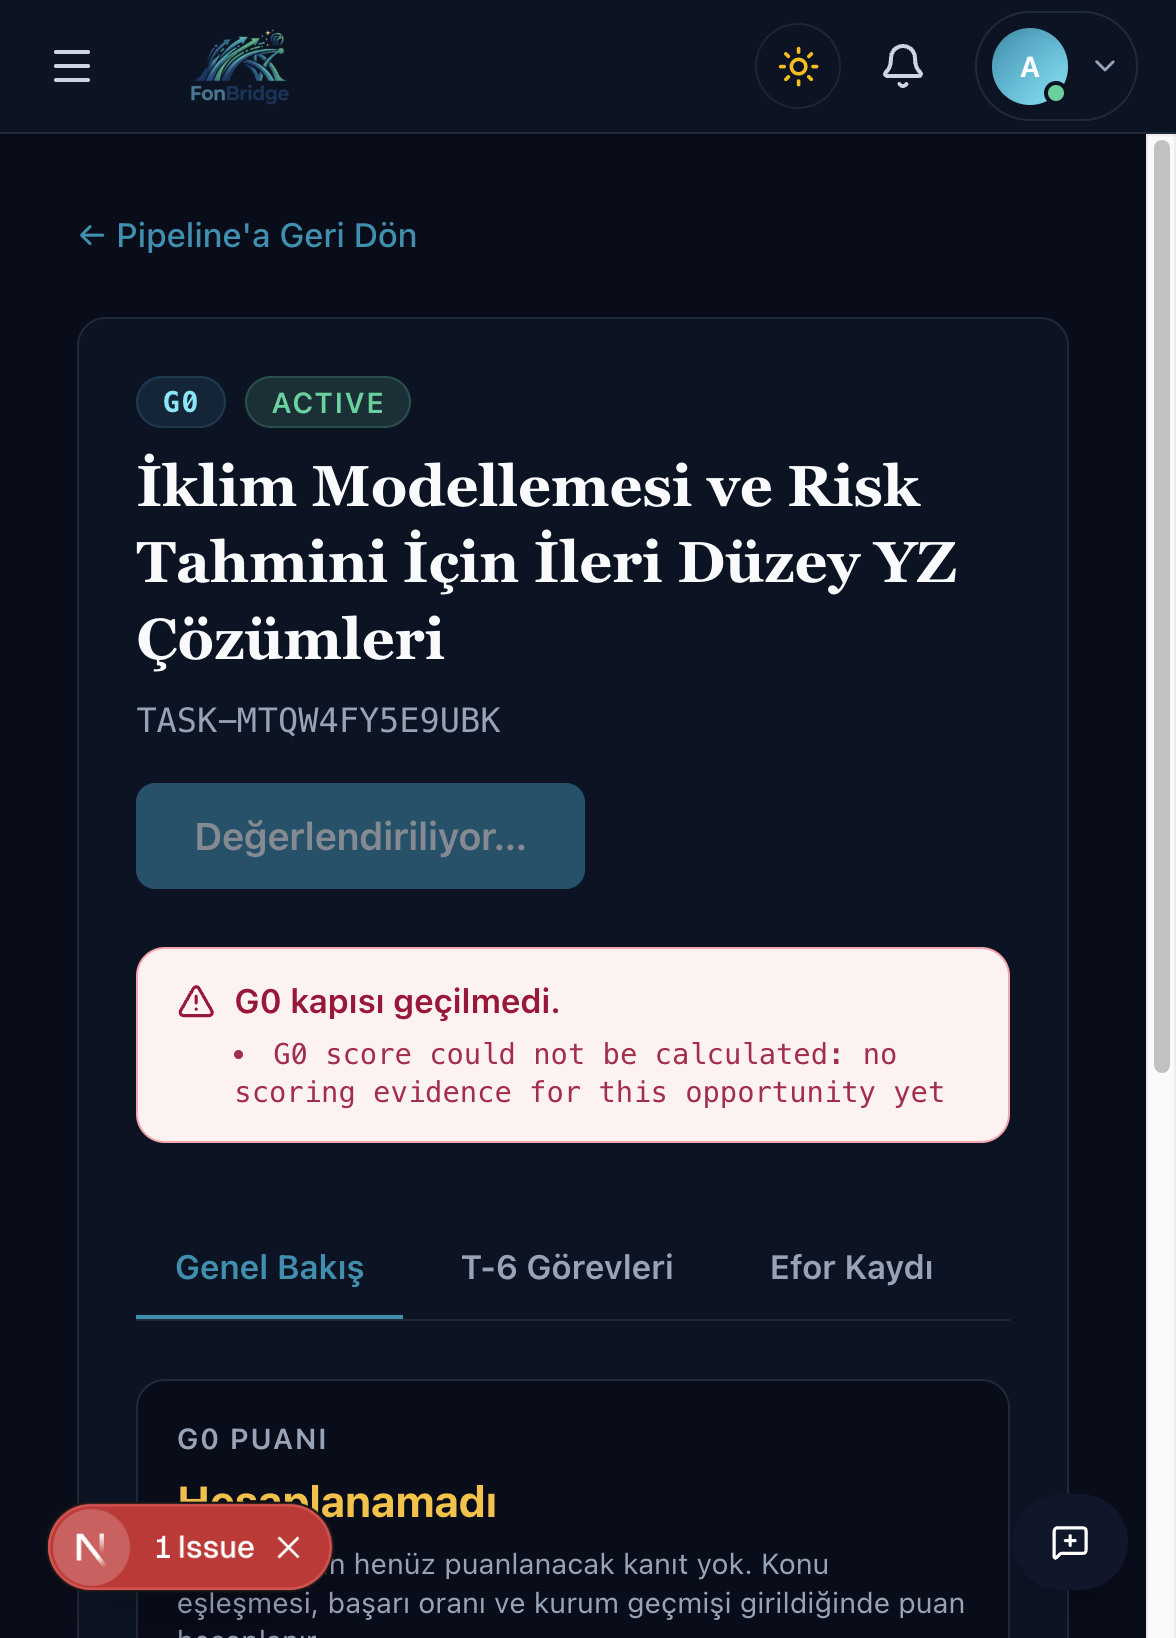 FonBridge
A
← Pipeline'a Geri Dön
G0
ACTIVE
İklim Modellemesi ve Risk
Tahmini İçin İleri Düzey YZ
Çözümleri
TASK-MTQW4FY5E9UBK
Değerlendiriliyor...
G0 kapısı geçilmedi.
• G0 score could not be calculated: no
scoring evidence for this opportunity yet
Genel Bakış
T-6 Görevleri
Efor Kaydı
G0 PUANI
Hesaplanamadı
N 1 Issue ×
henüz puanlanacak kanıt yok. Konu
eşleşmesi, başarı oranı ve kurum geçmişi girildiğinde puan